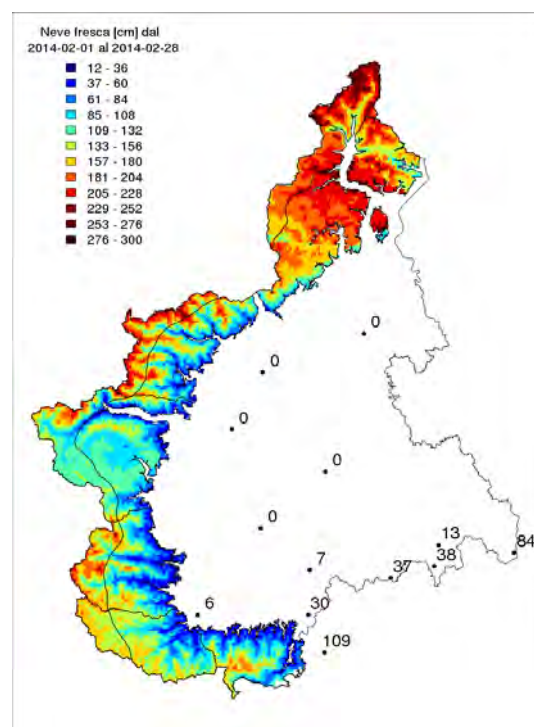 Neve fresca [cm] dal
2014-02-01 al 2014-02-28
12 - 36
37 - 60
61 - 84
85 - 108
109 - 132
133 - 156
157 - 180
181 - 204
205 - 228
229 - 252
253 - 276
276 - 300
0
0
0
0
0
13
84
7
37
38
6
30
109